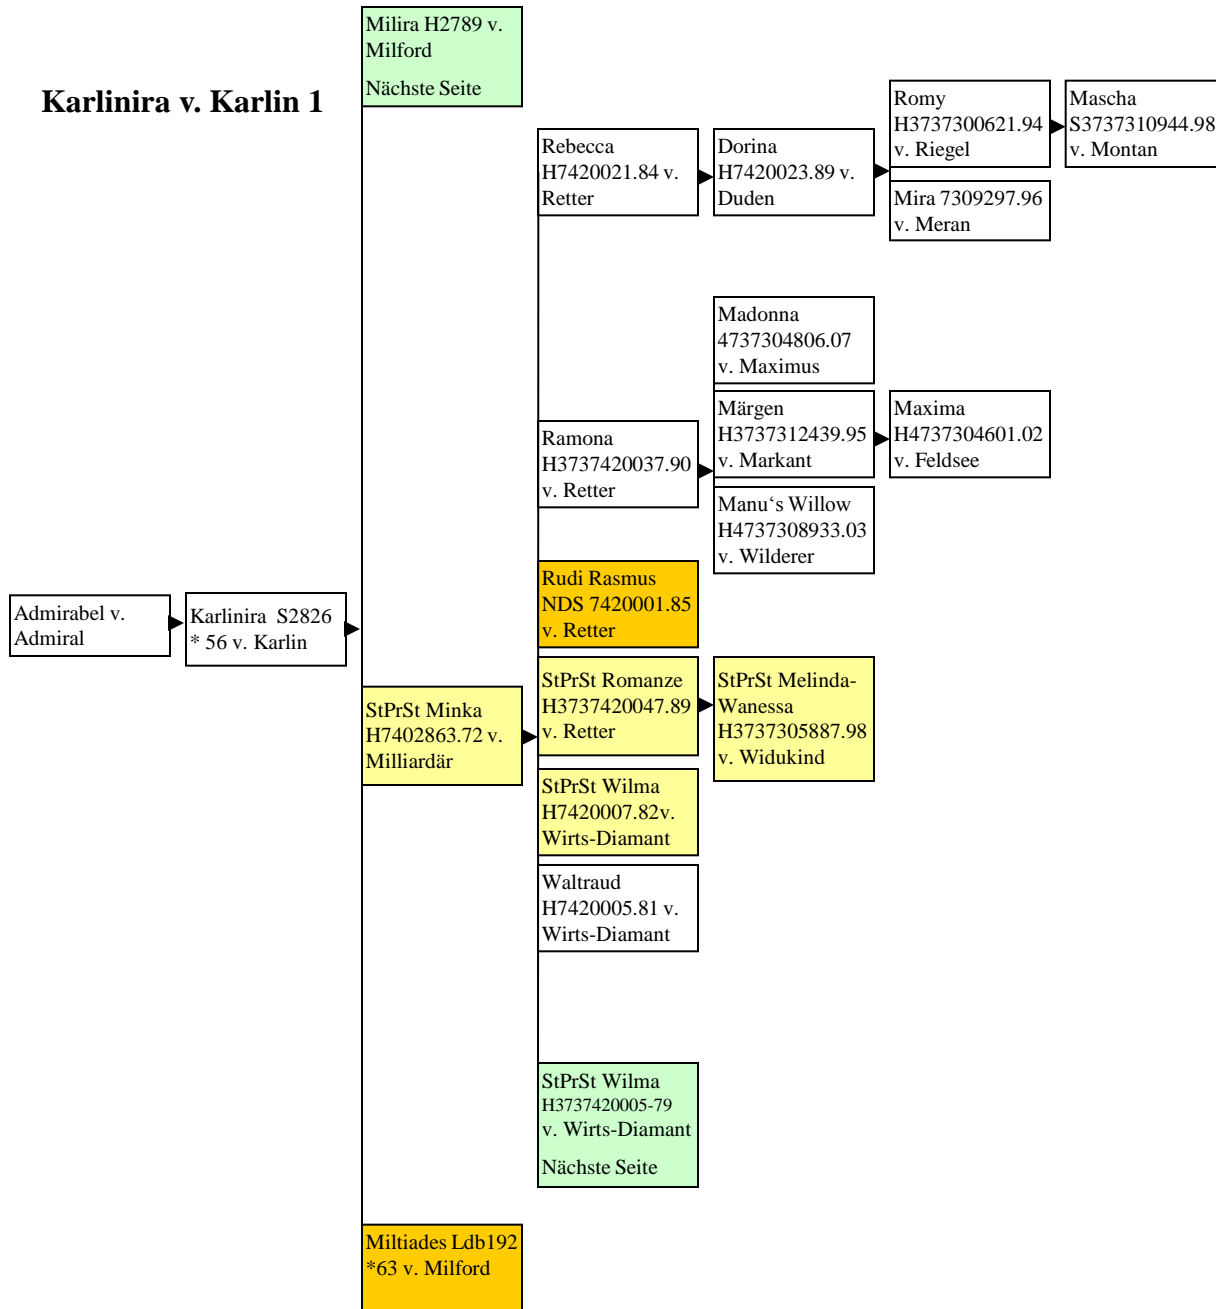 Karlinira v. Karlin 1
Admirabel v.
Admiral
Karlinira  S2826
* 56 v. Karlin
Milira H2789 v.
Milford
Nächste Seite
StPrSt Minka
H7402863.72 v.
Milliardär
Miltiades Ldb192
*63 v. Milford
Rebecca
H7420021.84 v.
Retter
Dorina
H7420023.89 v.
Duden
Romy
H3737300621.94
v. Riegel
Mascha
S3737310944.98
v. Montan
Mira 7309297.96
v. Meran
Ramona
H3737420037.90
v. Retter
Madonna
4737304806.07
v. Maximus
Märgen
H3737312439.95
v. Markant
Maxima
H4737304601.02
v. Feldsee
Manu‘s Willow
H4737308933.03
v. Wilderer
Rudi Rasmus
NDS 7420001.85
v. Retter
StPrSt Romanze
H3737420047.89
v. Retter
StPrSt Melinda-
Wanessa
H3737305887.98
v. Widukind
StPrSt Wilma
H7420007.82v.
Wirts-Diamant
Waltraud
H7420005.81 v.
Wirts-Diamant
StPrSt Wilma
H3737420005-79
v. Wirts-Diamant
Nächste Seite